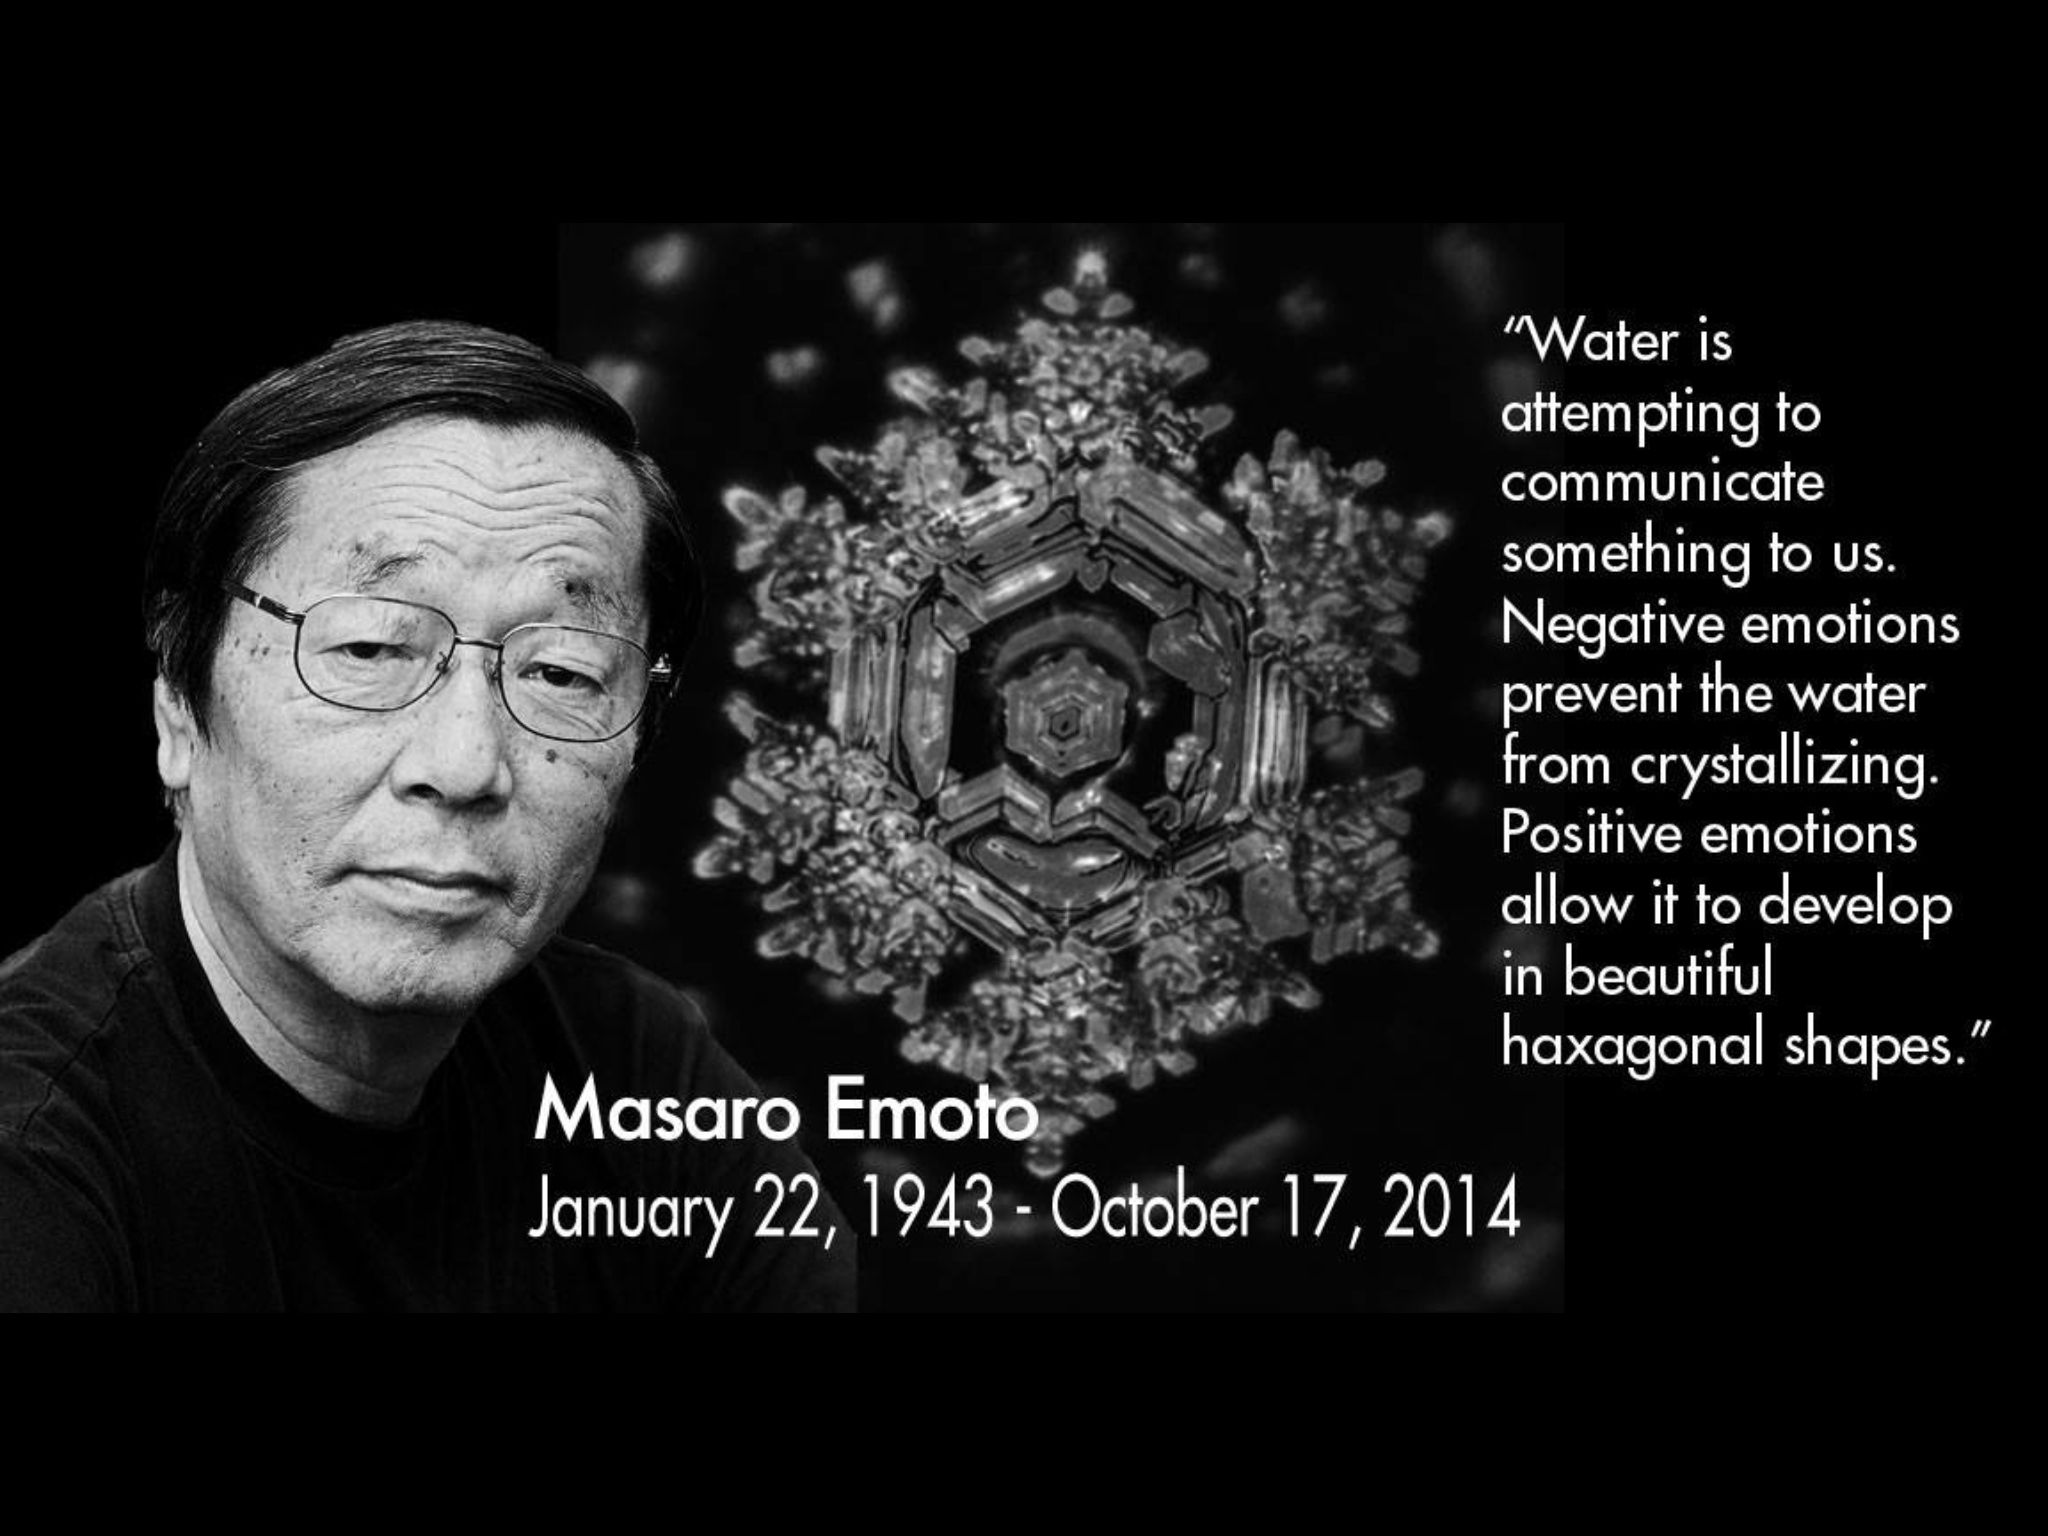 “Water is
attempting to
communicate
something to us.
Negative emotions
prevent the water
from crystallizing.
Positive emotions
allow it to develop
in beautiful
haxagonal shapes.”
Masaro Emoto
January 22, 1943 - October 17, 2014